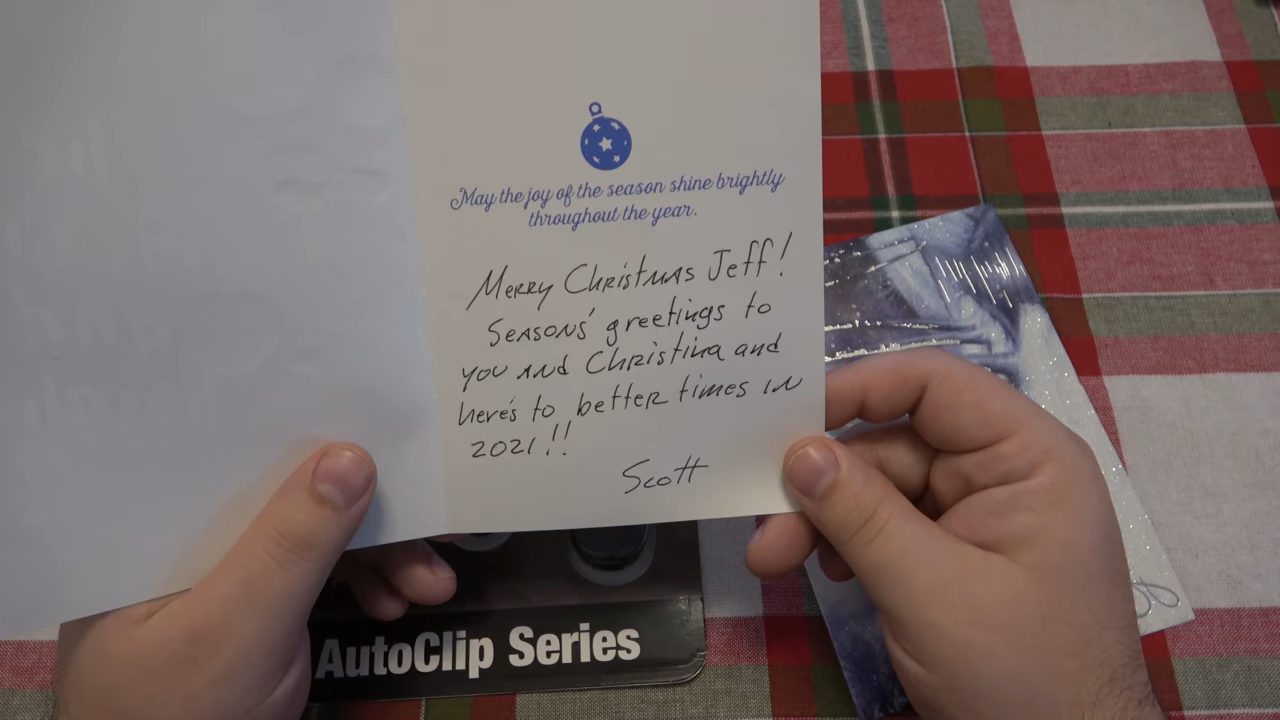 May the joy of the season shine brightly
throughout the year.
Merry Christmas Jeff!
Seasons' greetings to
you and Christina and
here's to better times in
2021!!
Scott
AutoClip Series